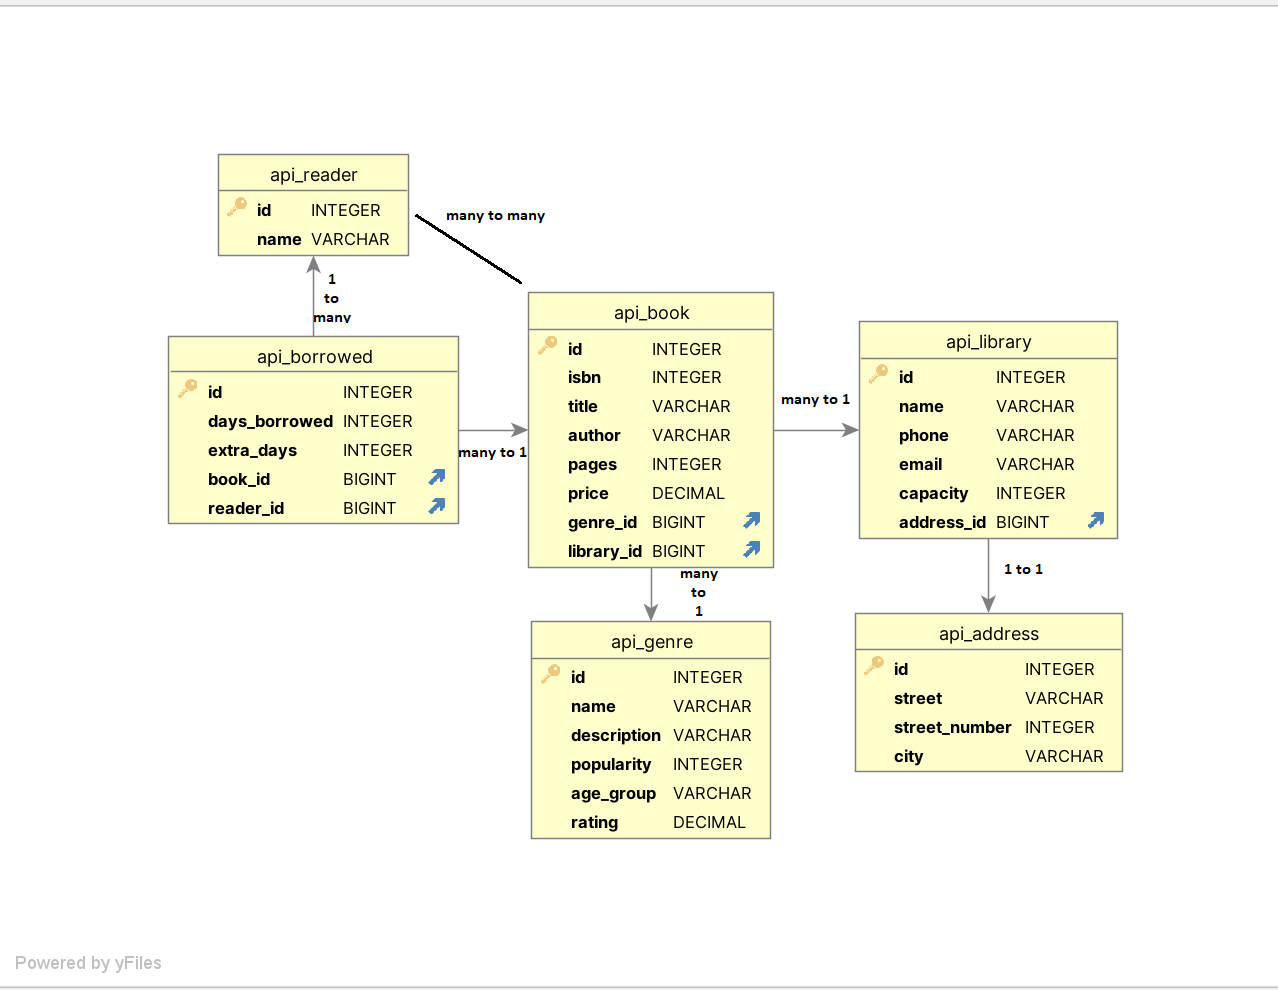 api_reader
id INTEGER
name VARCHAR
many to many
1
to
many
api_borrowed
id INTEGER
days_borrowed INTEGER
extra_days INTEGER
book_id BIGINT
reader_id BIGINT
many to 1
api_book
id INTEGER
isbn INTEGER
title VARCHAR
author VARCHAR
pages INTEGER
price DECIMAL
genre_id BIGINT
library_id BIGINT
many to 1
api_library
id INTEGER
name VARCHAR
phone VARCHAR
email VARCHAR
capacity INTEGER
address_id BIGINT
many
to
1
1 to 1
api_genre
id INTEGER
name VARCHAR
description VARCHAR
popularity INTEGER
age_group VARCHAR
rating DECIMAL
api_address
id INTEGER
street VARCHAR
street_number INTEGER
city VARCHAR
Powered by yFiles